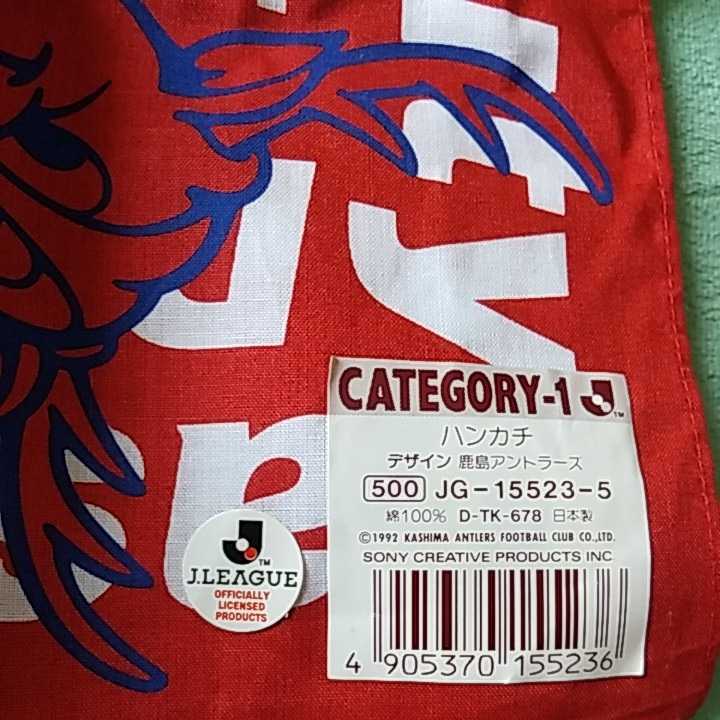 CATEGORY-1 J
TM
ハンカチ
デザイン 鹿島アントラーズ
500 JG-15523-5
綿100% D-TK-678 日本製
©1992 KASHIMA ANTLERS FOOTBALL CLUB CO., LTD.
SONY CREATIVE PRODUCTS INC
4 905370 155236
J
TM
J.LEAGUE
OFFICIALLY
LICENSED
PRODUCTS